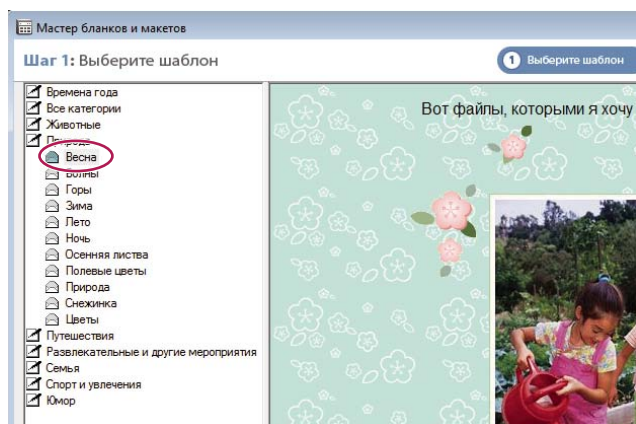 Мастер бланков и макетов
Шаг 1: Выберите шаблон
1 Выберите шаблон
Времена года
Все категории
Животные
Природа
Весна
Волны
Горы
Зима
Лето
Ночь
Осенняя листва
Полевые цветы
Природа
Снежинка
Цветы
Путешествия
Развлекательные и другие мероприятия
Семья
Спорт и увлечения
Юмор
Вот файлы, которыми я хочу